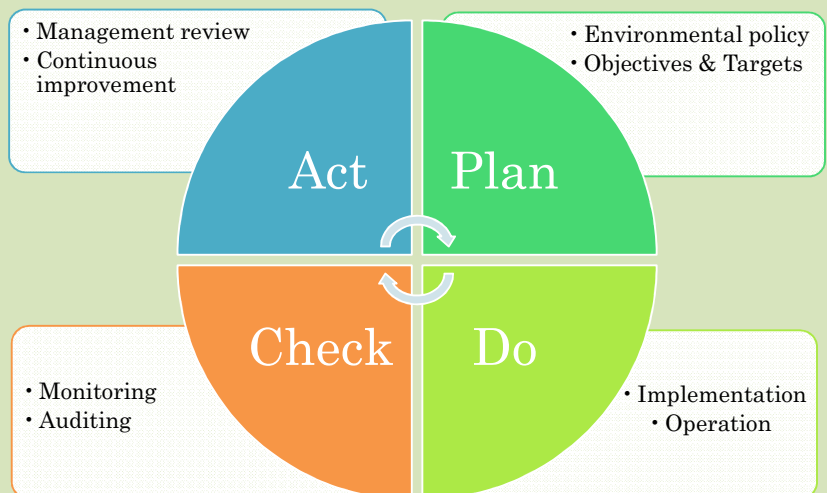 • Management review
• Continuous
improvement
• Environmental policy
• Objectives & Targets
Act
Plan
Check
Do
• Monitoring
• Auditing
• Implementation
• Operation